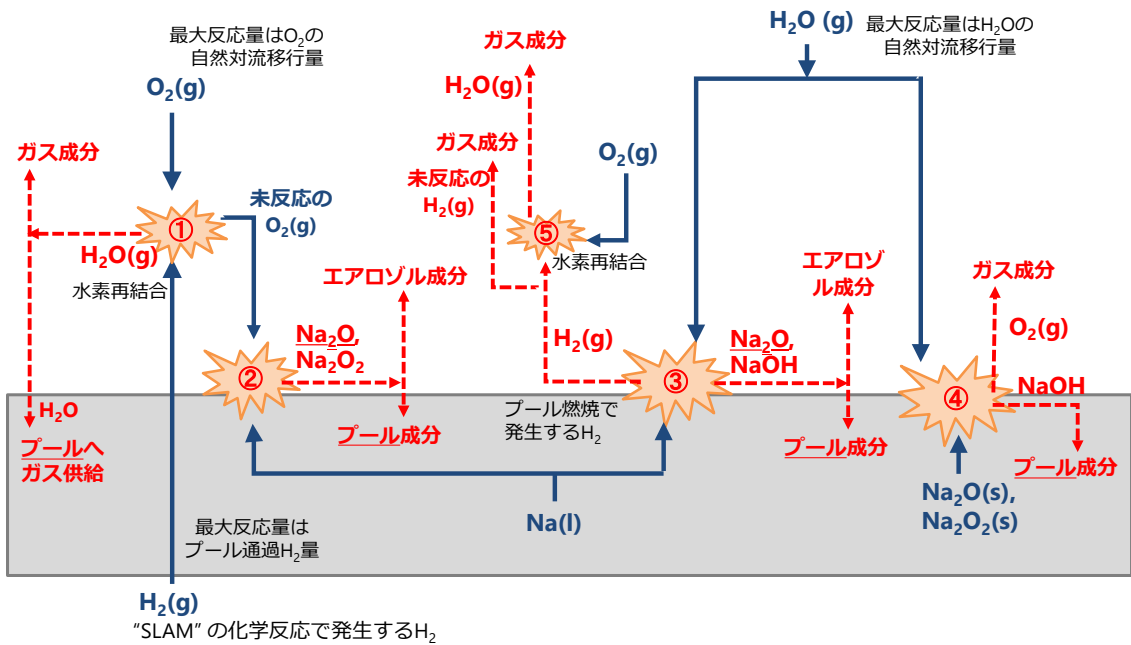 最大反応量はO₂の
自然対流移行量
O₂(g)
ガス成分
①
未反応の
O₂(g)
H₂O(g)
水素再結合
エアロゾル成分
Na₂O,
Na₂O₂
②
H₂O
プールへ
ガス供給
プール成分
最大反応量は
プール通過H₂量
H₂(g)
“SLAM” の化学反応で発生するH₂
ガス成分
H₂O(g)
ガス成分
未反応の
H₂(g)
O₂(g)
⑤
水素再結合
H₂(g)
プール燃焼で
発生するH₂
Na(l)
H₂O (g)
最大反応量はH₂Oの
自然対流移行量
③
エアロゾ
ル成分
Na₂O,
NaOH
プール成分
ガス成分
O₂(g)
④
NaOH
プール成分
Na₂O(s),
Na₂O₂(s)